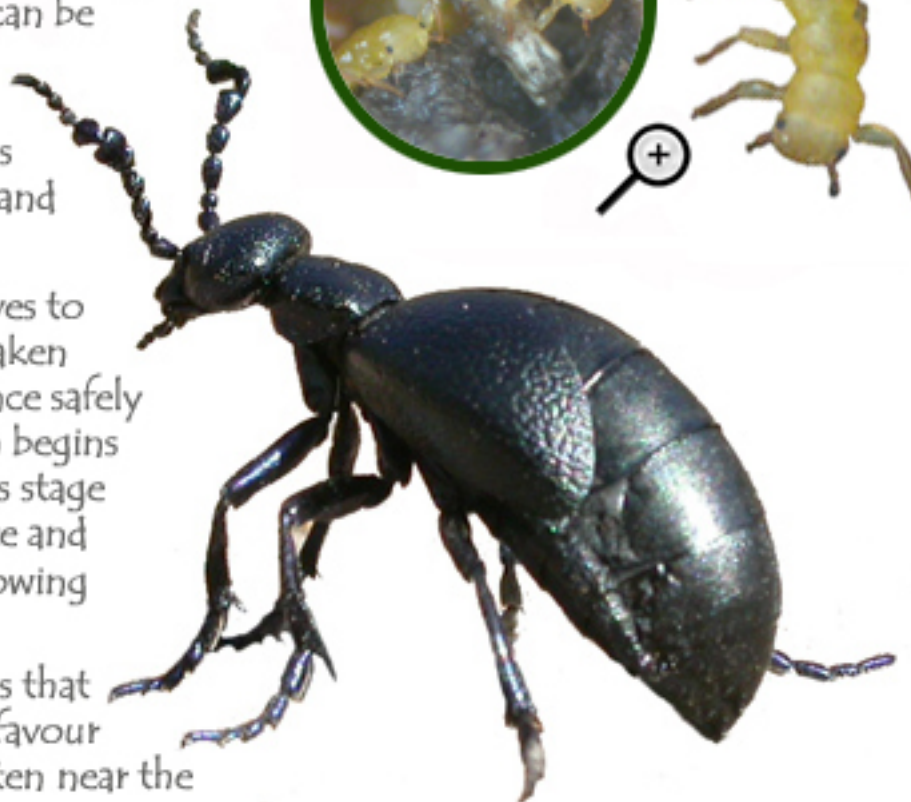 can be
s
and
ves to
aken
nce safely
begins
s stage
e and
owing
s that
favour
ten near the